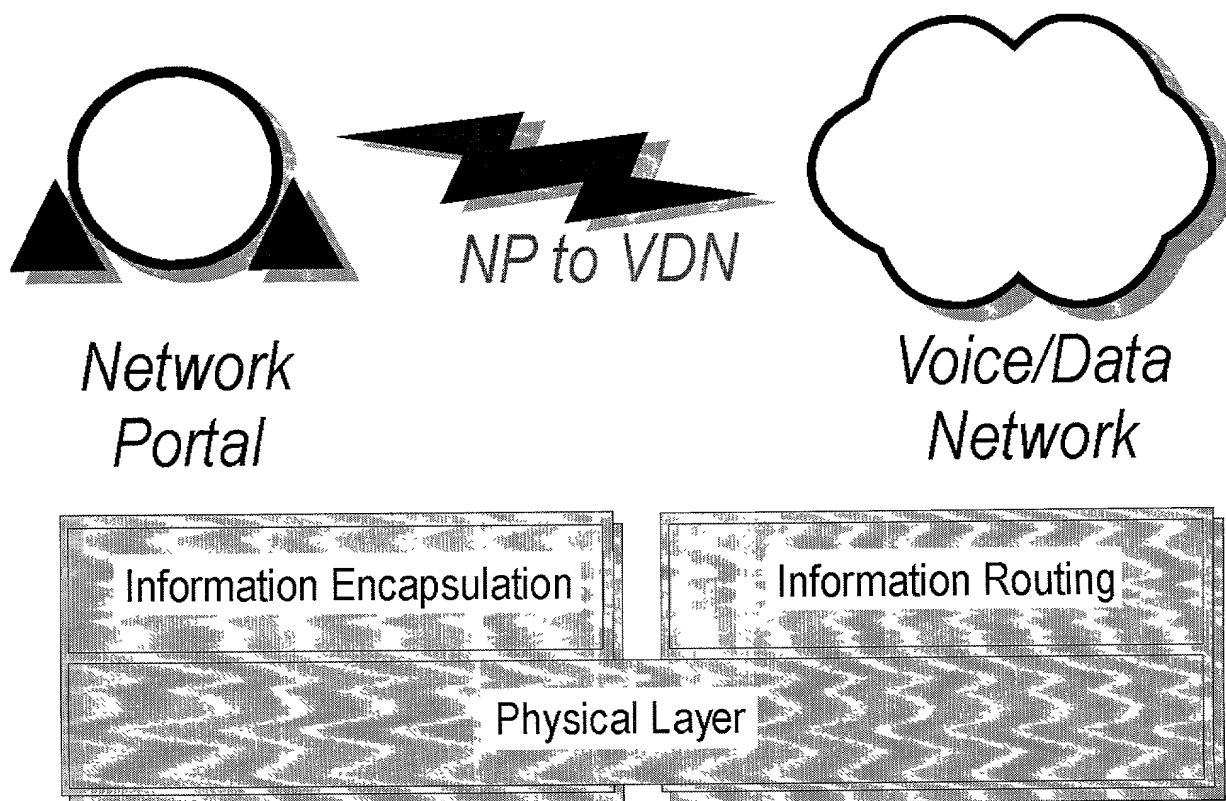 NP to VDN
Network
Portal
Voice/Data
Network
Information Encapsulation
Information Routing
Physical Layer